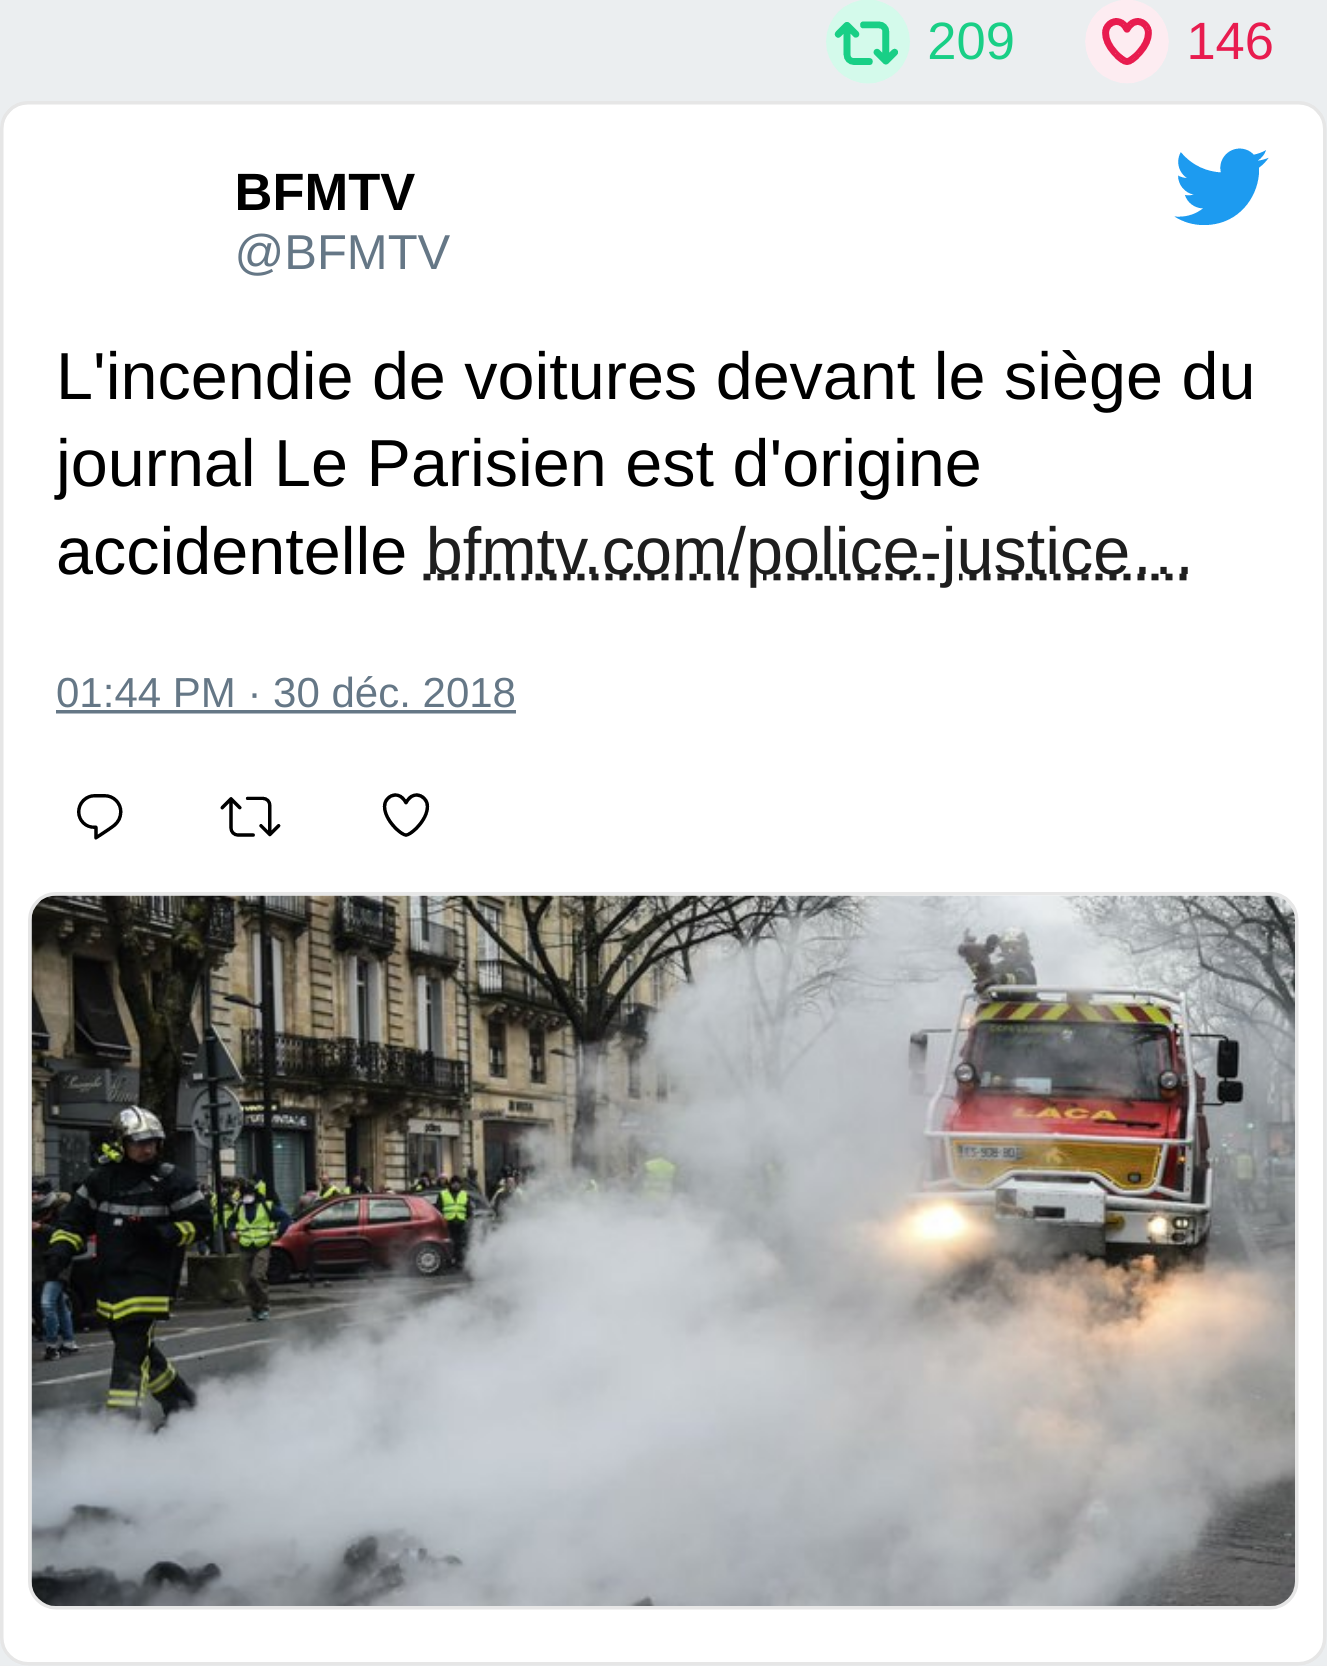 209 146
BFMTV
@BFMTV
L'incendie de voitures devant le siège du
journal Le Parisien est d'origine
accidentelle bfmtv.com/police-justice...
01:44 PM · 30 déc. 2018
LACA